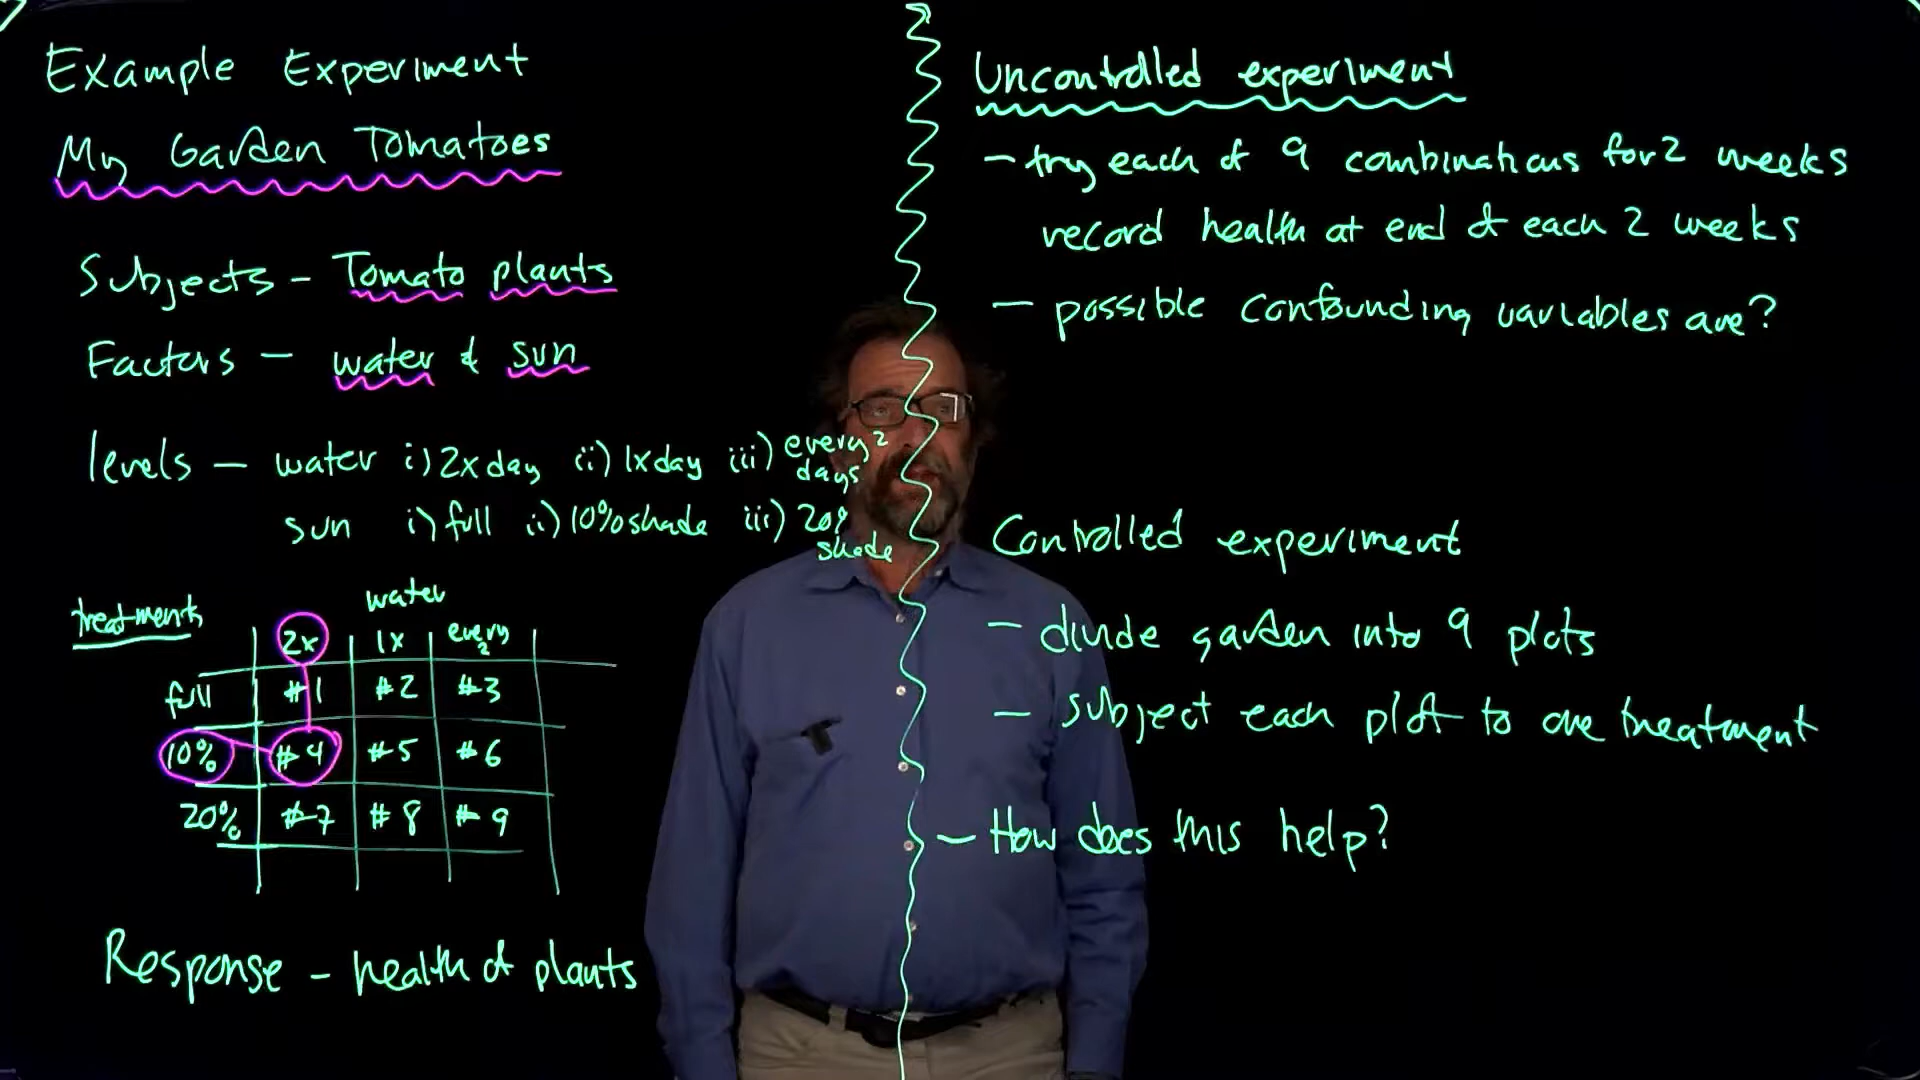 Example Experiment
My Garden Tomatoes
Subjects - Tomato plants
Factors - water & sun
levels - water i) 2x day ii) 1x day iii) every 2 days
sun i) full ii) 10% shade iii) 20% shade
treatments
water
2x 1x every 2
full #1 #2 #3
10% #4 #5 #6
20% #7 #8 #9
Response - health of plants
Uncontrolled experiment
- try each of 9 combinations for 2 weeks
record health at end of each 2 weeks
- possible confounding variables are?
Controlled experiment
- divide garden into 9 plots
- subject each plot to one treatment
- How does this help?